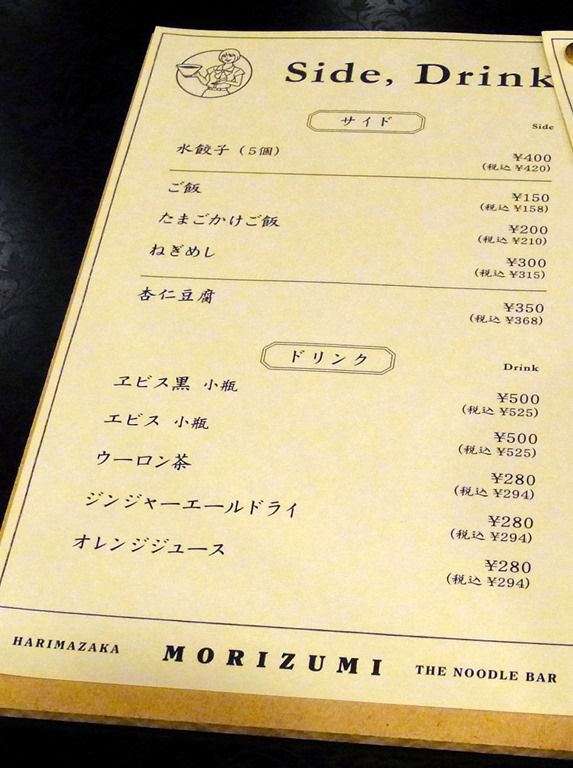 Side, Drink
サイド
Side
水餃子（5個） ¥400
(税込 ¥420)
ご飯 ¥150
(税込 ¥158)
たまごかけご飯 ¥200
(税込 ¥210)
ねぎめし ¥300
(税込 ¥315)
杏仁豆腐 ¥350
(税込 ¥368)
ドリンク
Drink
ヱビス黒 小瓶 ¥500
(税込 ¥525)
エビス 小瓶 ¥500
(税込 ¥525)
ウーロン茶 ¥280
(税込 ¥294)
ジンジャーエールドライ ¥280
(税込 ¥294)
オレンジジュース ¥280
(税込 ¥294)
HARIMAZAKA MORIZUMI THE NOODLE BAR